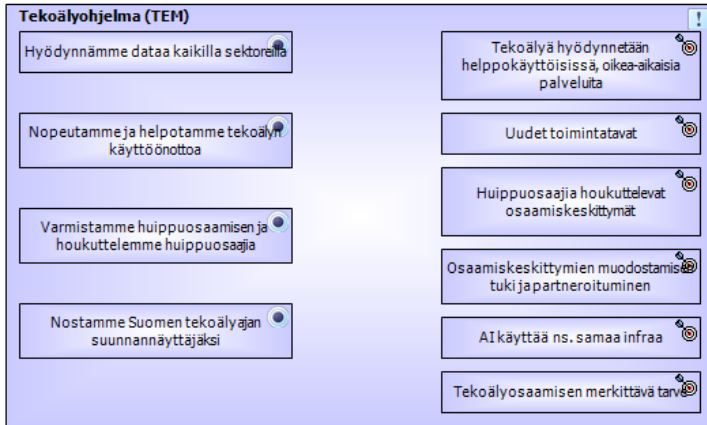 Tekoälyohjelma (TEM)
!
Hyödynnämme dataa kaikilla sektoreilla
Nopeutamme ja helpotamme tekoälyn
käyttöönottoa
Varmistamme huippuosaamisen ja
houkuttelemme huippuosaajia
Nostamme Suomen tekoälyajan
suunnannäyttäjäksi
Tekoälyä hyödynnetään
helppokäyttöisissä, oikea-aikaisia
palveluita
Uudet toimintatavat
Huippuosaajia houkuttelevat
osaamiskeskittymät
Osaamiskeskittymien muodostamisen
tuki ja partneroituminen
AI käyttää ns. samaa infraa
Tekoälyosaamisen merkittävä tarve